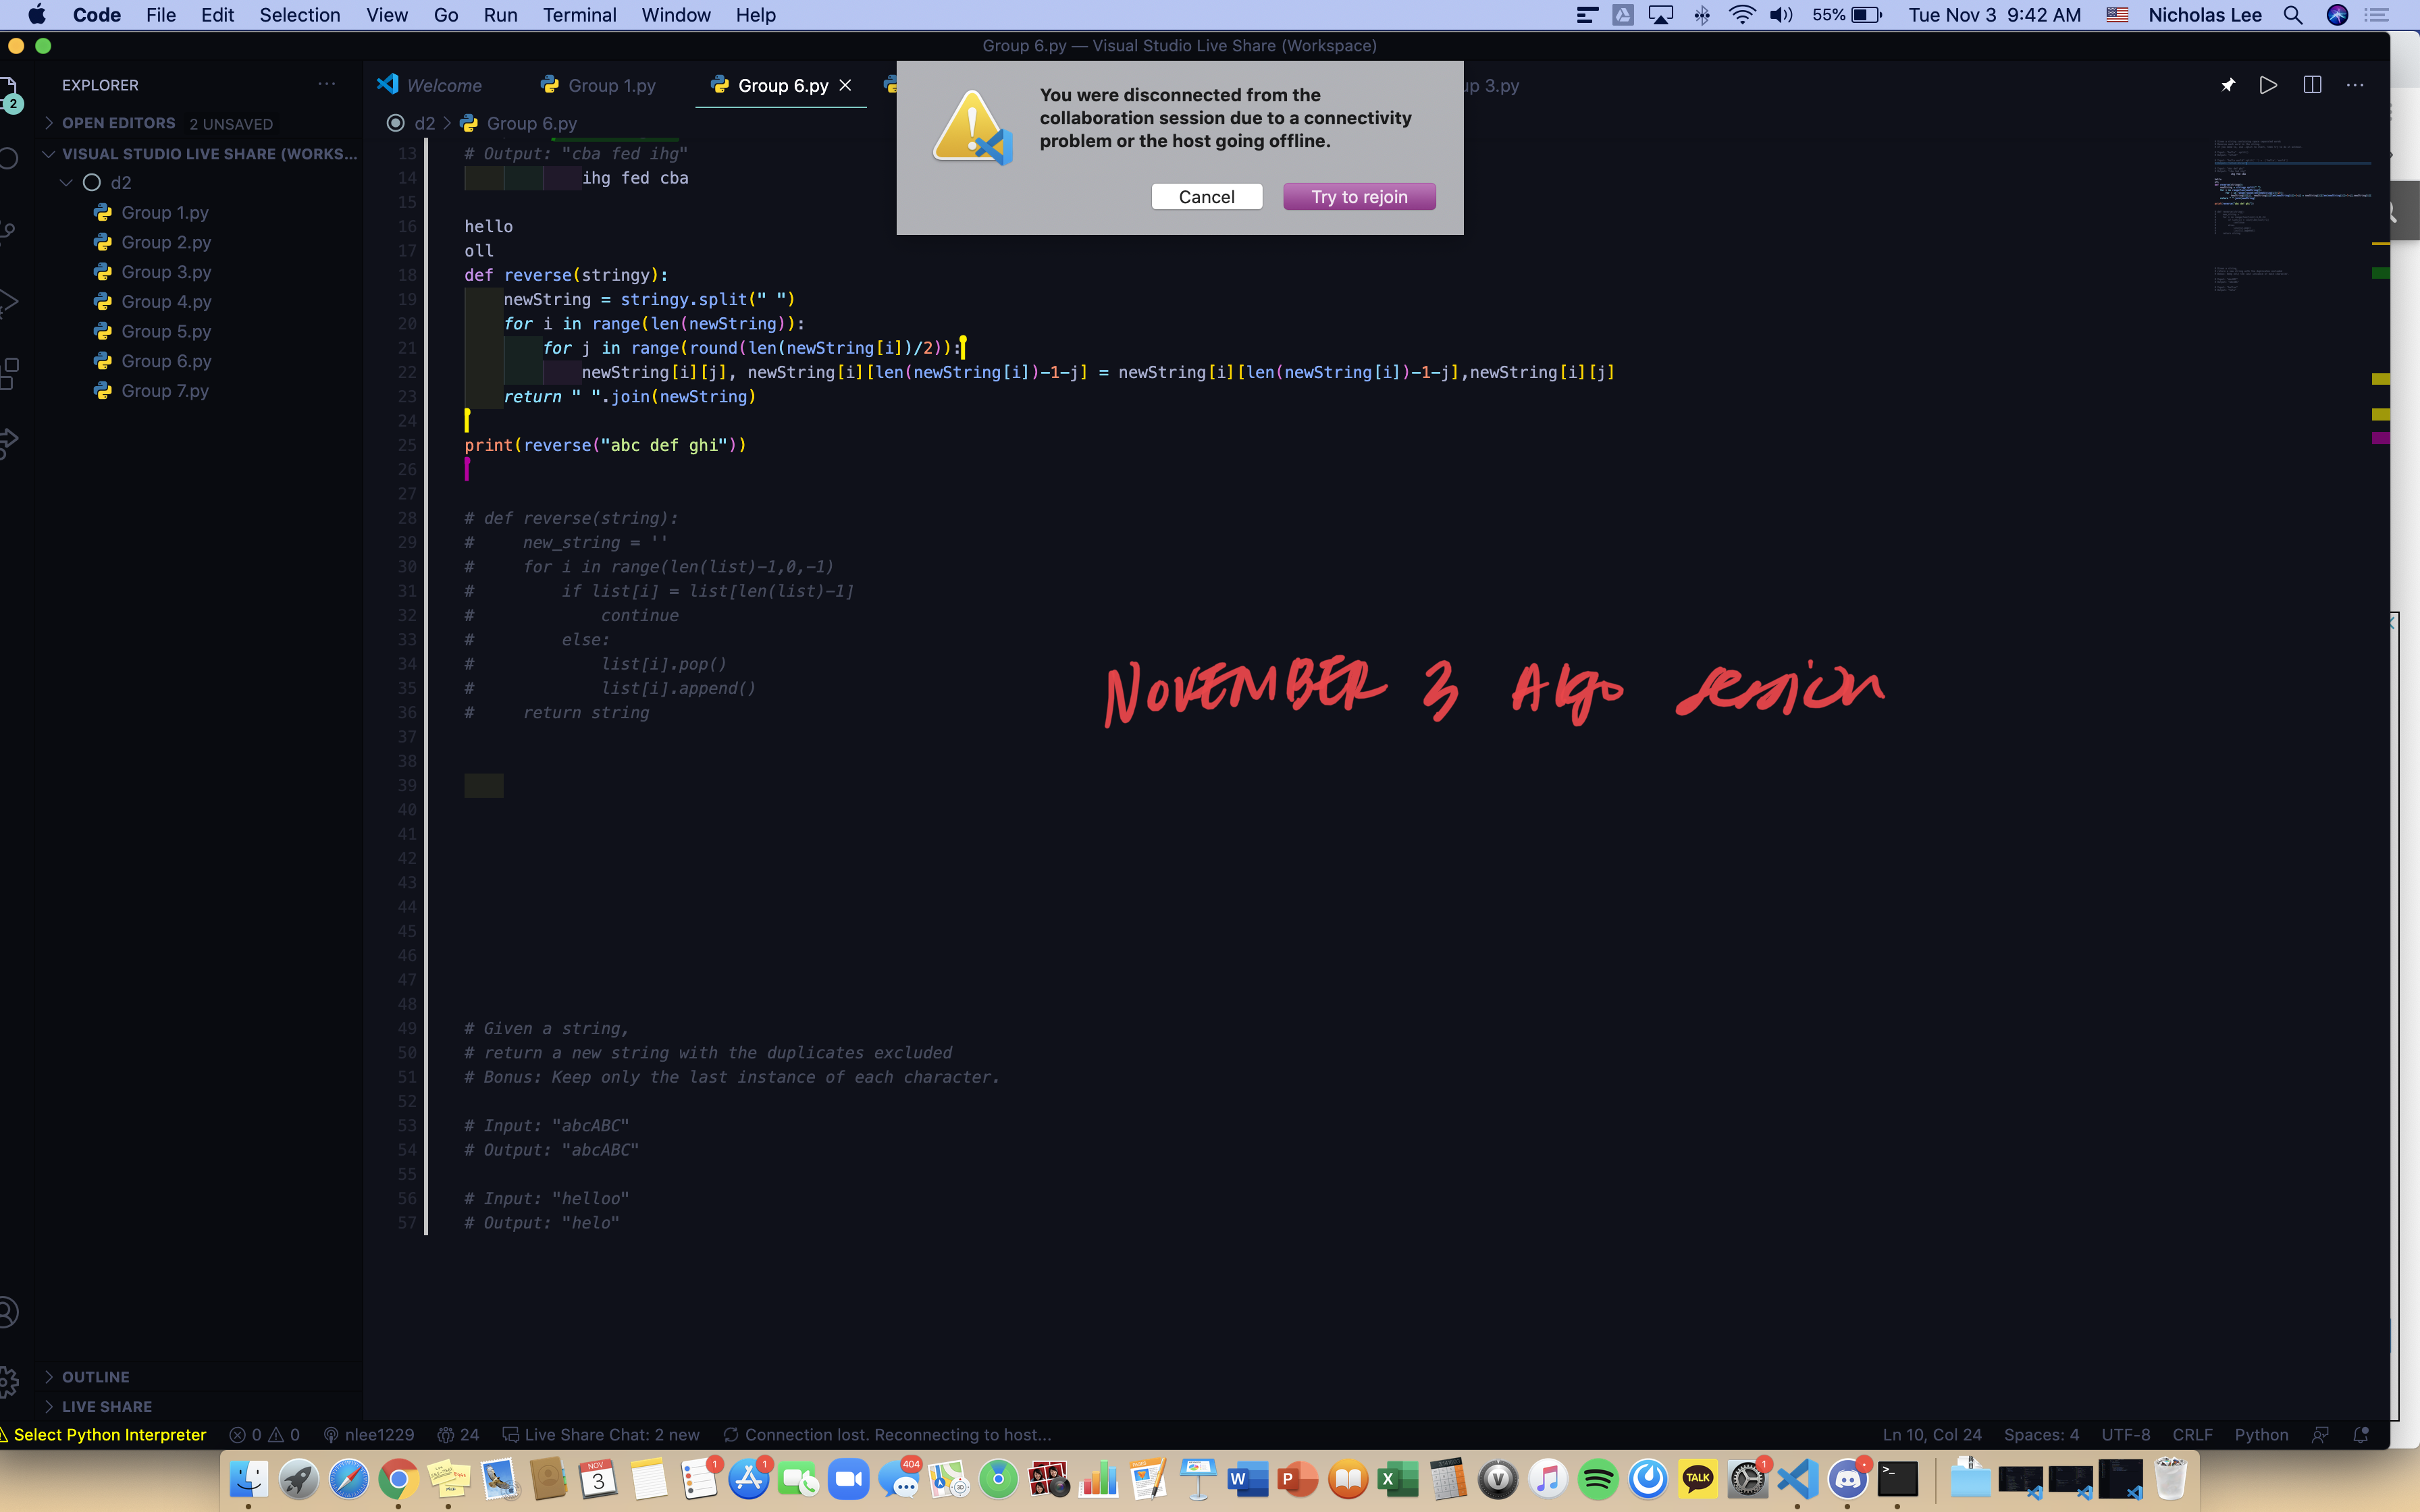 Code File Edit Selection View Go Run Terminal Window Help 55% Tue Nov 3 9:42 AM Nicholas Lee
Group 6.py — Visual Studio Live Share (Workspace)
EXPLORER
Welcome
Group 1.py
Group 6.py
up 3.py
You were disconnected from the
collaboration session due to a connectivity
problem or the host going offline.
Cancel
Try to rejoin
2
OPEN EDITORS 2 UNSAVED
VISUAL STUDIO LIVE SHARE (WORKS...
d2
Group 1.py
Group 2.py
Group 3.py
Group 4.py
Group 5.py
Group 6.py
Group 7.py
d2 > Group 6.py
13 # Output: "cba fed ihg"
14 ihg fed cba
15
16 hello
17 oll
18 def reverse(stringy):
19 newString = stringy.split(" ")
20 for i in range(len(newString)):
21 for j in range(round(len(newString[i])/2)):
22 newString[i][j], newString[i][len(newString[i])-1-j] = newString[i][len(newString[i])-1-j],newString[i][j]
23 return " ".join(newString)
24
25 print(reverse("abc def ghi"))
26
27
28 # def reverse(string):
29 # new_string = ''
30 # for i in range(len(list)-1,0,-1)
31 # if list[i] = list[len(list)-1]
32 # continue
33 # else:
34 # list[i].pop()
35 # list[i].append()
36 # return string
37
38
39
40
41
42
43
44
45
46
47
48
49 # Given a string,
50 # return a new string with the duplicates excluded
51 # Bonus: Keep only the last instance of each character.
52
53 # Input: "abcABC"
54 # Output: "abcABC"
55
56 # Input: "helloo"
57 # Output: "helo"
NOVEMBER 3 Algo session
OUTLINE
LIVE SHARE
Select Python Interpreter 0 0 nlee1229 24 Live Share Chat: 2 new Connection lost. Reconnecting to host... Ln 10, Col 24 Spaces: 4 UTF-8 CRLF Python
NOV 3 1 1 404 3D W P X V TALK 1 >_